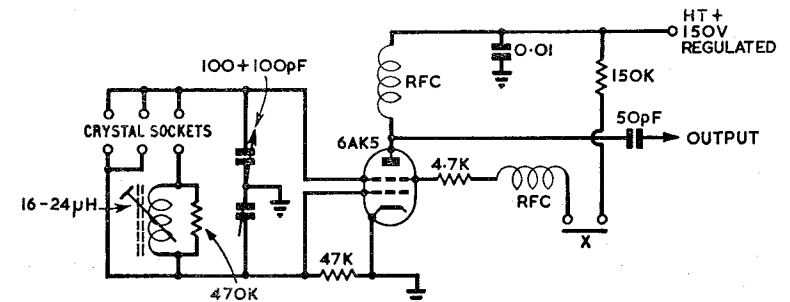 HT+
150V
REGULATED
0·01
100+100pF
RFC
150K
CRYSTAL SOCKETS
6AK5
50pF
OUTPUT
4.7K
16-24µH
RFC
X
47K
470K